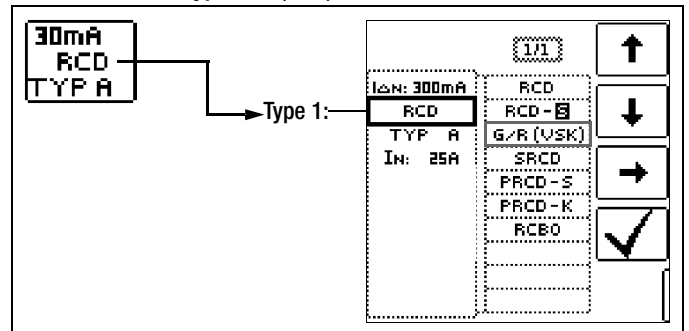 30mA
RCD
TYP A
Type 1:
1/1
I∆N: 300mA
RCD
TYP A
IN: 25A
RCD
RCD-S
G/R (VSK)
SRCD
PRCD-S
PRCD-K
RCBO